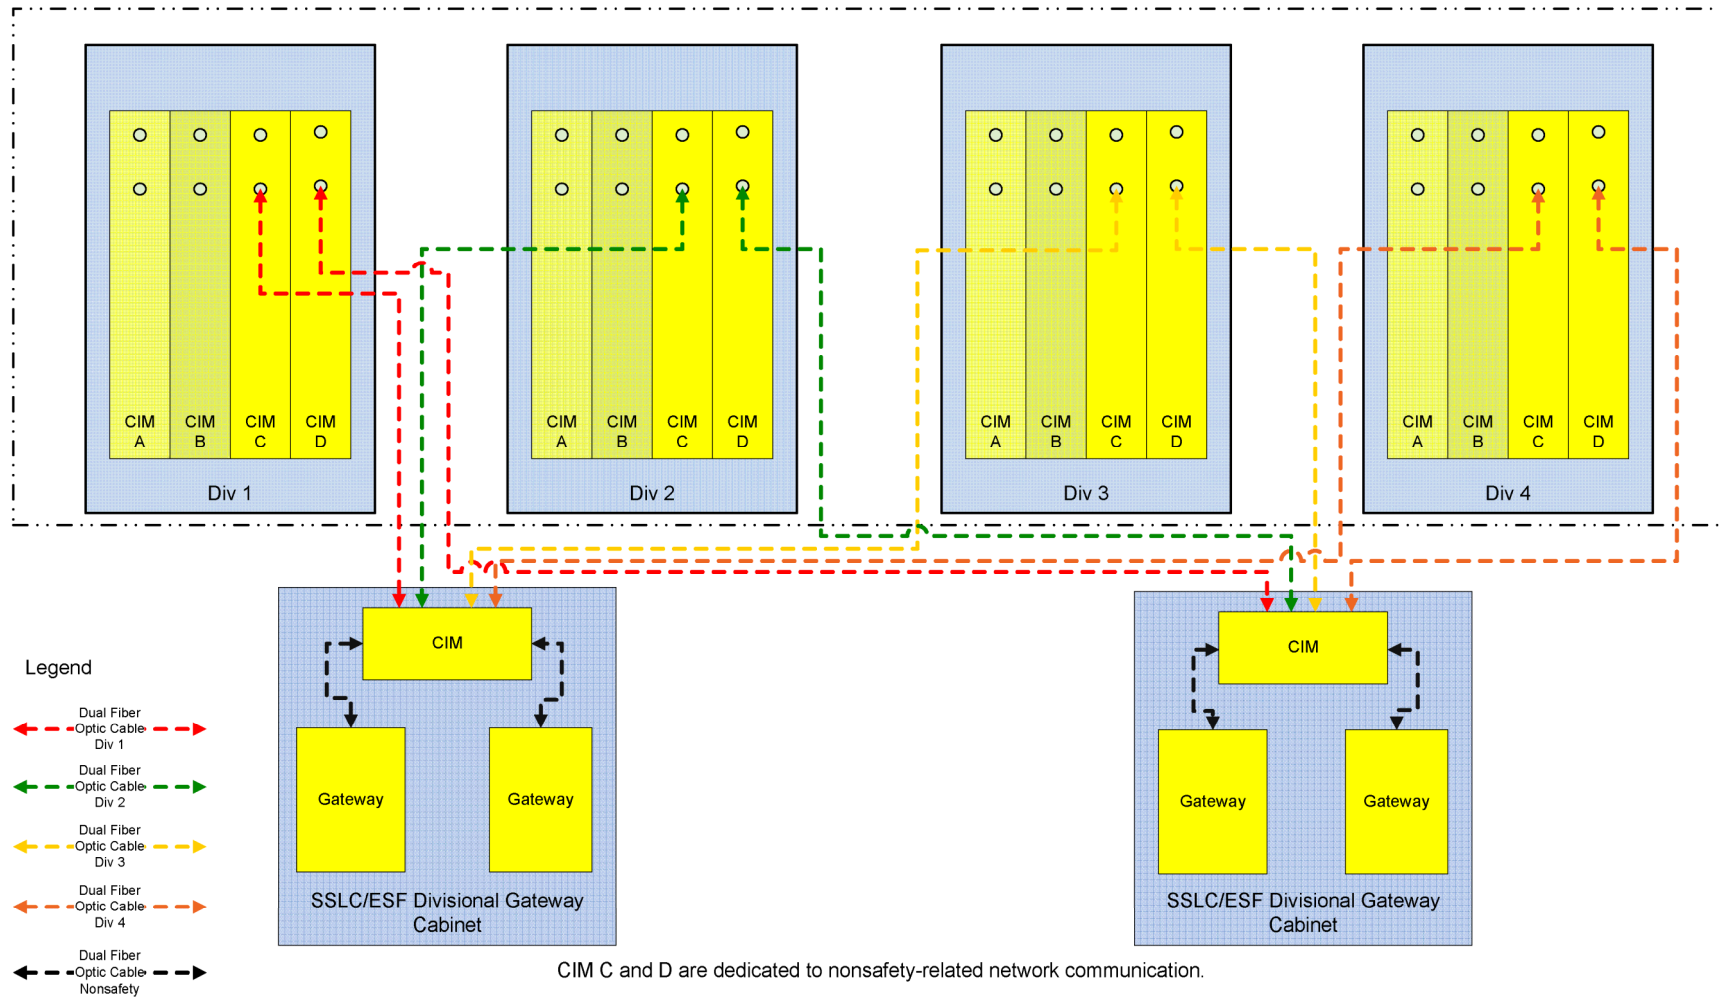 CIM
A
CIM
B
CIM
C
CIM
D
Div 1
CIM
A
CIM
B
CIM
C
CIM
D
Div 2
CIM
A
CIM
B
CIM
C
CIM
D
Div 3
CIM
A
CIM
B
CIM
C
CIM
D
Div 4
CIM
Gateway
Gateway
SSLC/ESF Divisional Gateway
Cabinet
CIM
Gateway
Gateway
SSLC/ESF Divisional Gateway
Cabinet
Legend
Dual Fiber
Optic Cable
Div 1
Dual Fiber
Optic Cable
Div 2
Dual Fiber
Optic Cable
Div 3
Dual Fiber
Optic Cable
Div 4
Dual Fiber
Optic Cable
Nonsafety
CIM C and D are dedicated to nonsafety-related network communication.